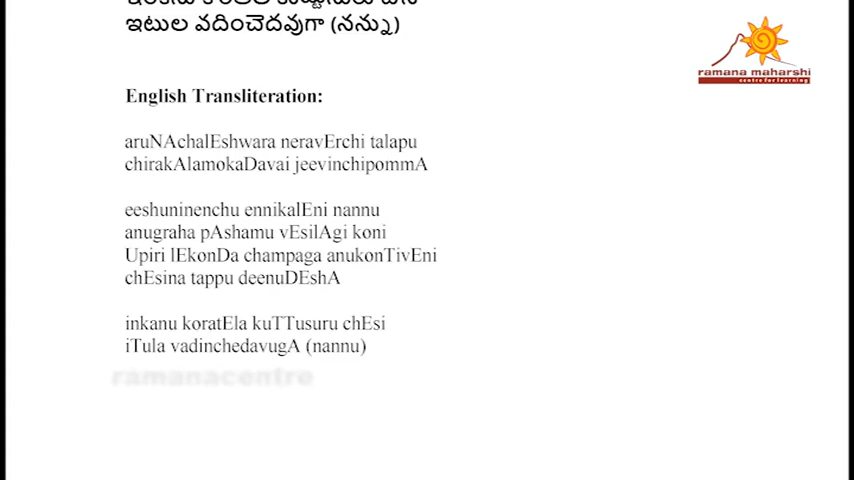 ఇటుల వదించెదవుగా (నన్ను)
ramana maharshi
centre for learning
English Transliteration:
aruNAchalEshwara neravErchi talapu
chirakAlamokaDavai jeevinchipommA
eeshuninenchu ennikalEni nannu
anugraha pAshamu vEsilAgi koni
Upiri lEkonDa champaga anukonTivEni
chEsina tappu deenuDEshA
inkanu koratEla kuTTusuru chEsi
iTula vadinchedavugA (nannu)
ramanacentre